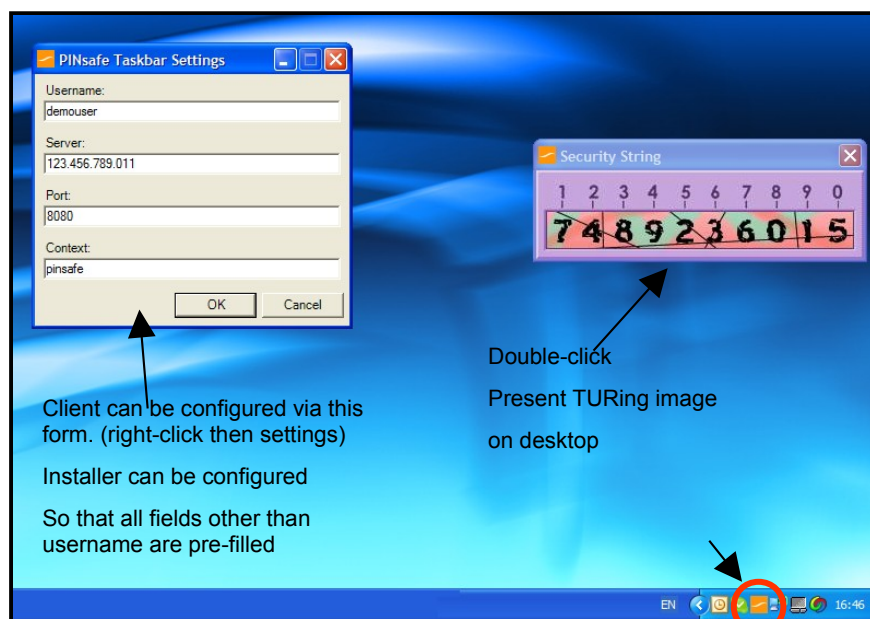 PINsafe Taskbar Settings
Username:
demouser
Server:
123.456.789.011
Port:
8080
Context:
pinsafe
OK Cancel
Security String
1 2 3 4 5 6 7 8 9 0
7 4 8 9 2 3 6 0 1 5
Double-click
Present TURing image
on desktop
Client can be configured via this
form. (right-click then settings)
Installer can be configured
So that all fields other than
username are pre-filled
EN 16:46